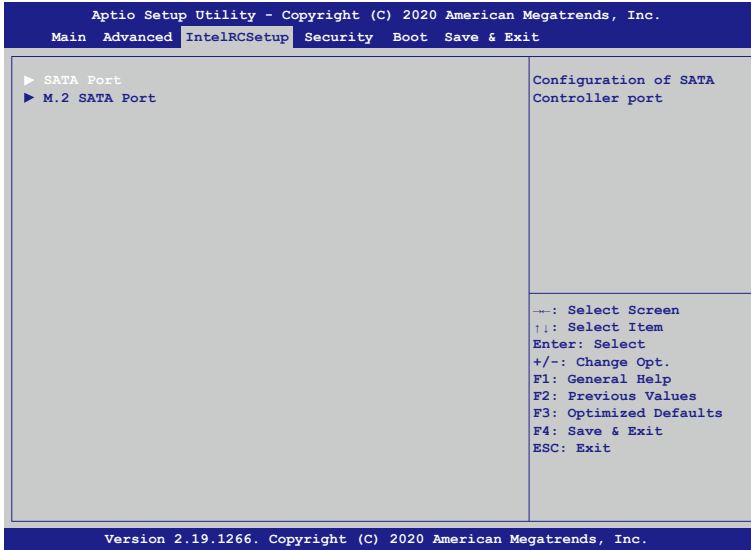 Aptio Setup Utility - Copyright (C) 2020 American Megatrends, Inc.
Main Advanced IntelRCSetup Security Boot Save & Exit
► SATA Port
► M.2 SATA Port
Configuration of SATA
Controller port
→←: Select Screen
↑↓: Select Item
Enter: Select
+/-: Change Opt.
F1: General Help
F2: Previous Values
F3: Optimized Defaults
F4: Save & Exit
ESC: Exit
Version 2.19.1266. Copyright (C) 2020 American Megatrends, Inc.